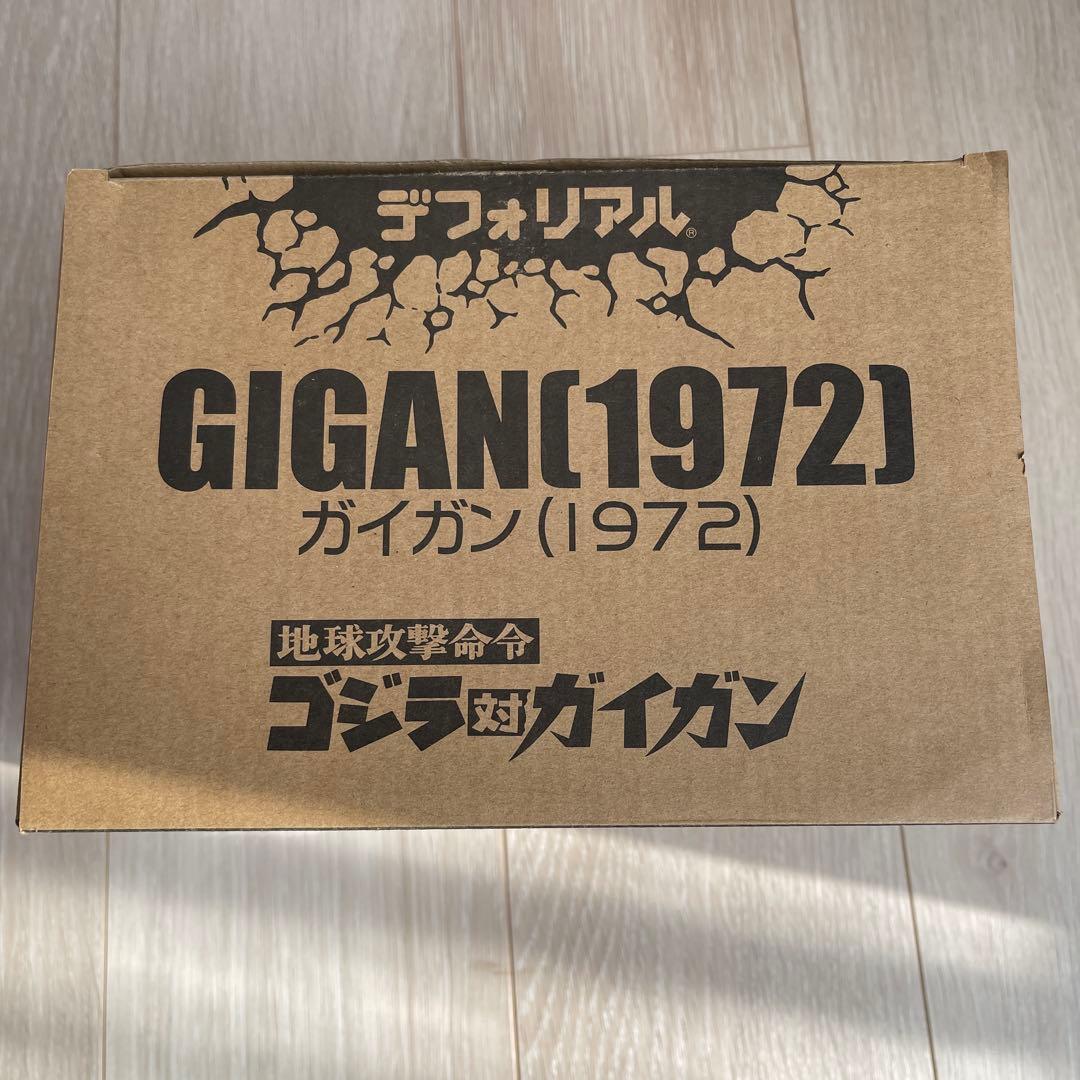 デフォリアル®
GIGAN(1972)
ガイガン(1972)
地球攻撃命令
ゴジラ対ガイガン